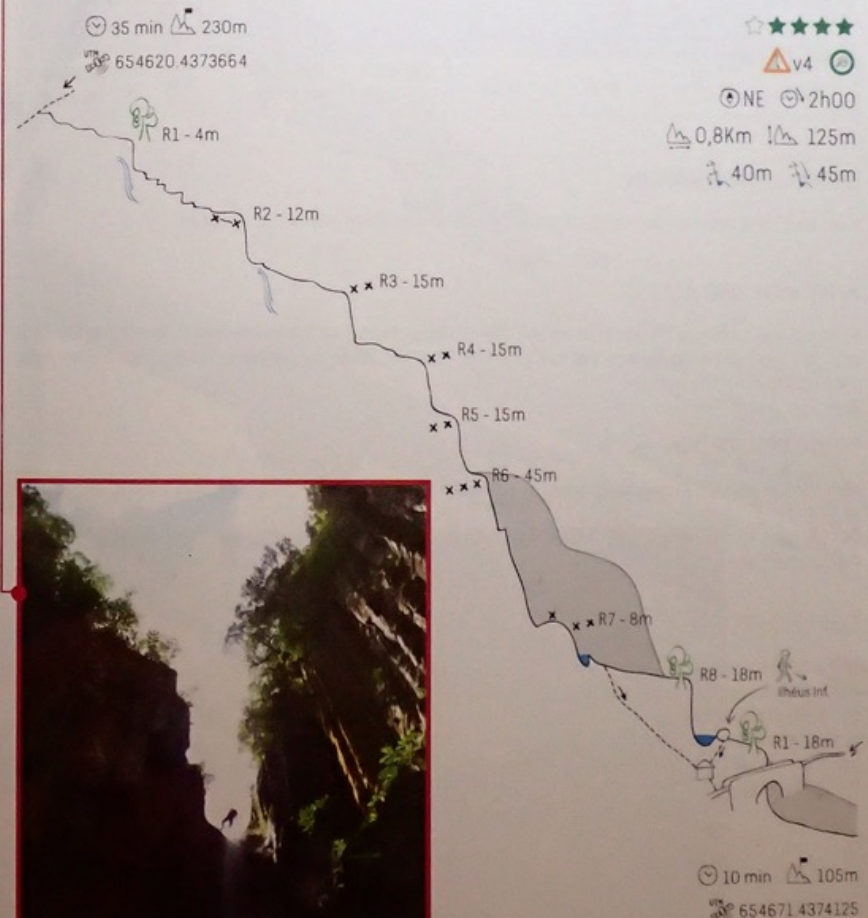 35 min 230m
UTM 654620.4373664
v4
NE 2h00
0,8Km 125m
40m 45m
R1 - 4m
R2 - 12m
R3 - 15m
R4 - 15m
R5 - 15m
R6 - 45m
R7 - 8m
R8 - 18m
ilhéus inf.
R1 - 18m
10 min 105m
UTM 654671.4374125